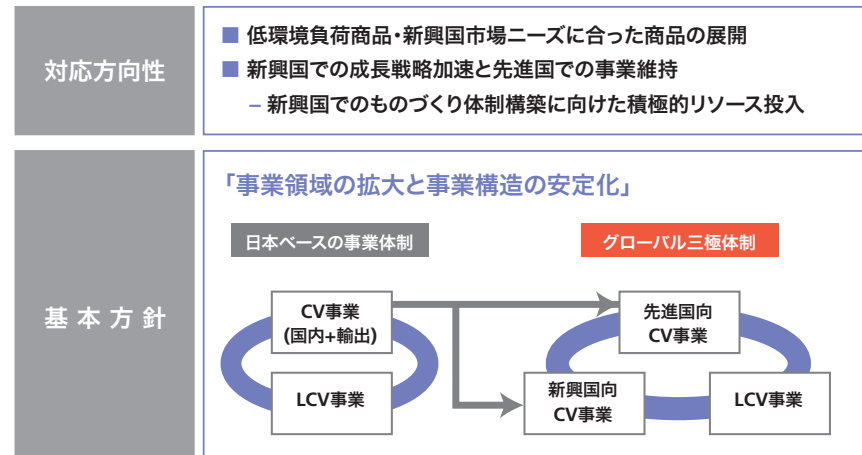 対応方向性
■ 低環境負荷商品・新興国市場ニーズに合った商品の展開
■ 新興国での成長戦略加速と先進国での事業維持
– 新興国でのものづくり体制構築に向けた積極的リソース投入
基本方針
「事業領域の拡大と事業構造の安定化」
日本ベースの事業体制
グローバル三極体制
CV事業
(国内+輸出)
LCV事業
先進国向
CV事業
新興国向
CV事業
LCV事業